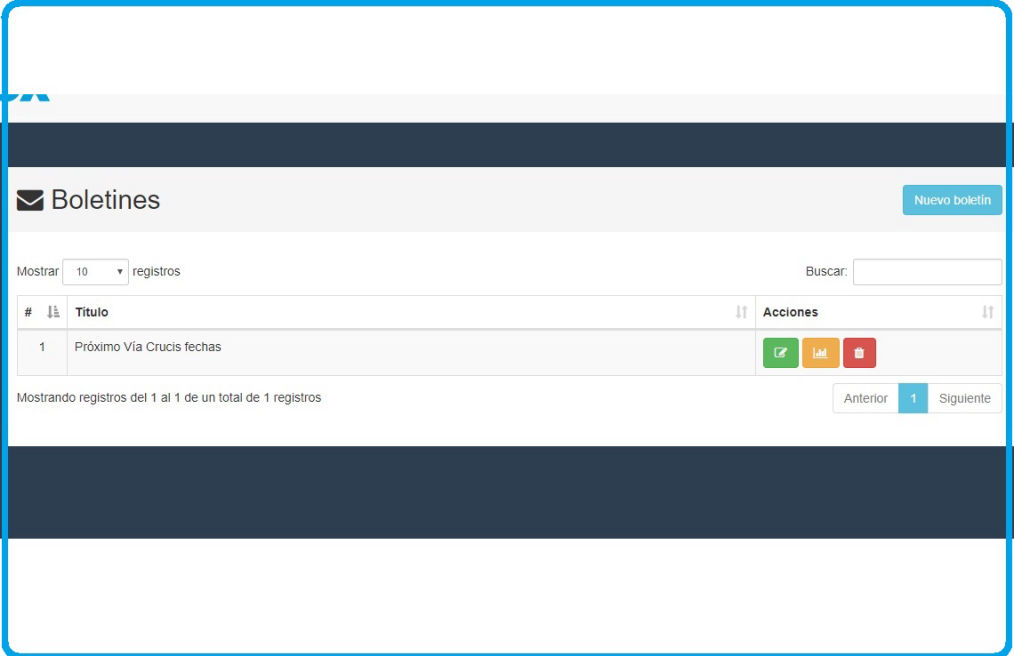 Boletines
Nuevo boletín
Mostrar 10 registros
Buscar:
# Título Acciones
1 Próximo Vía Crucis fechas
Mostrando registros del 1 al 1 de un total de 1 registros
Anterior 1 Siguiente